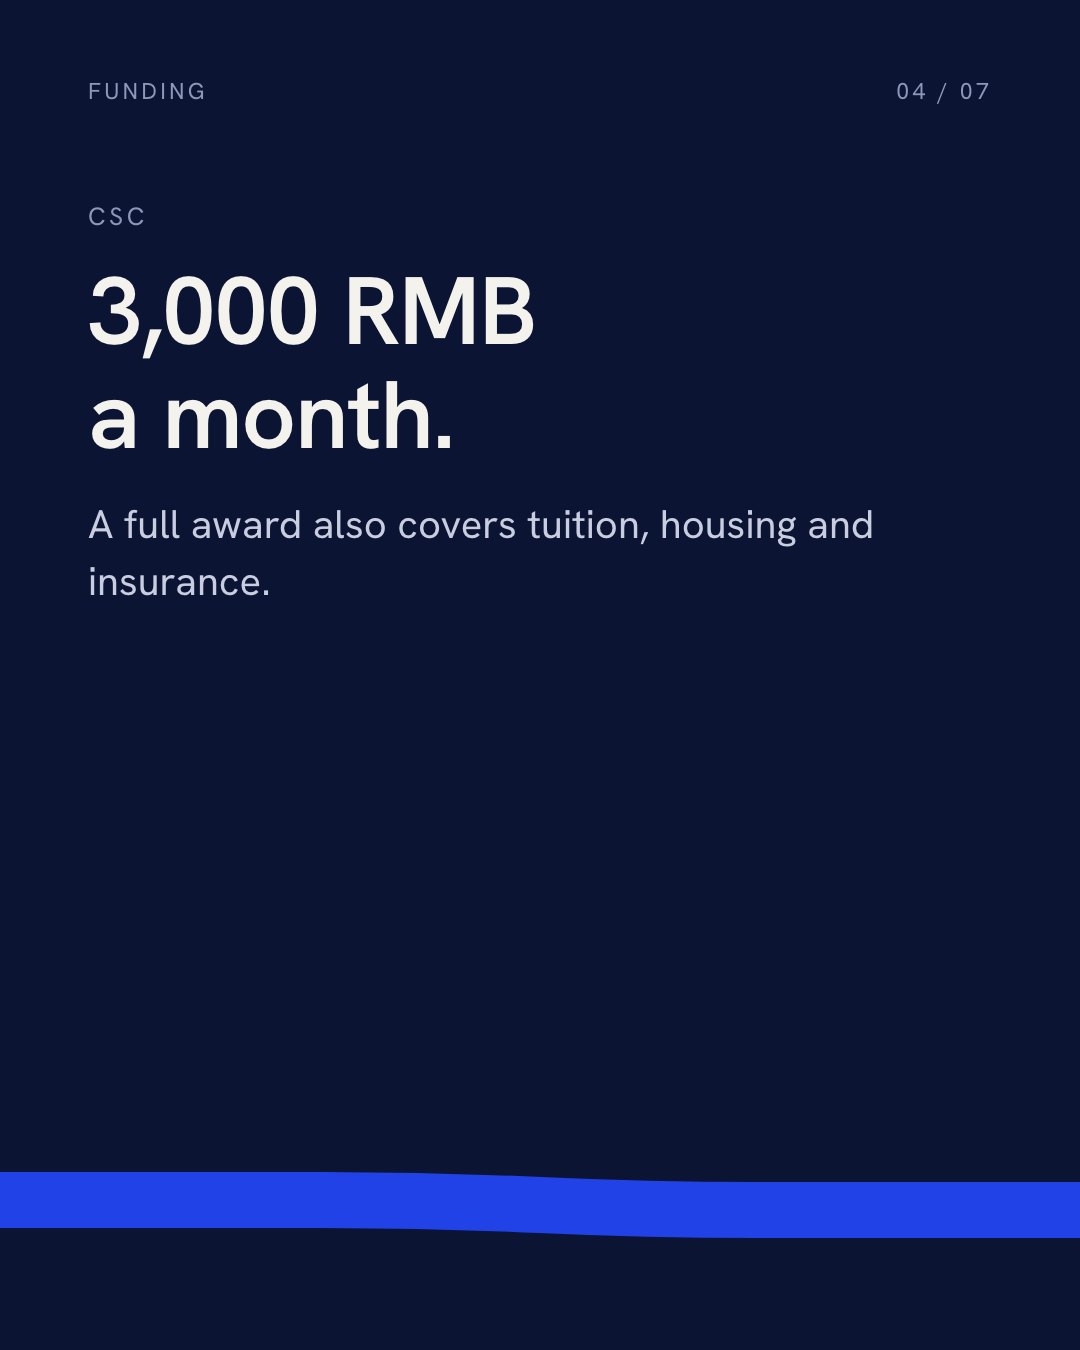 FUNDING
04 / 07
CSC
3,000 RMB
a month.
A full award also covers tuition, housing and
insurance.